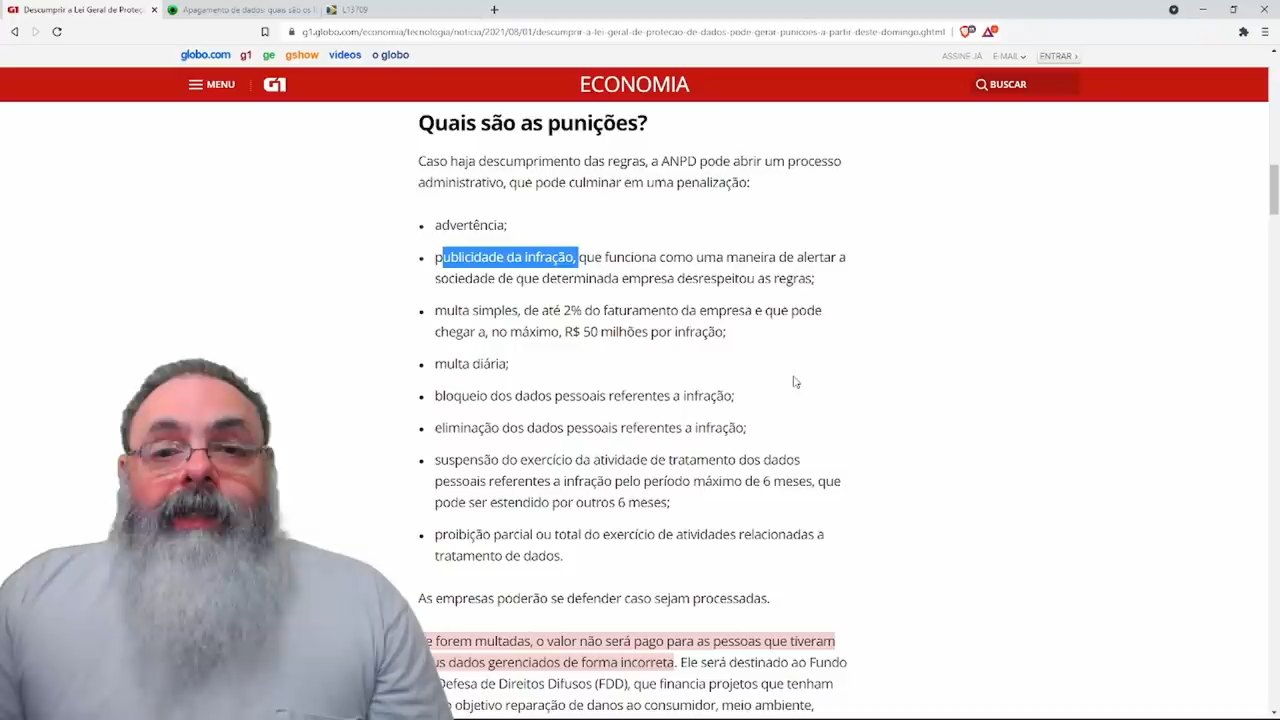 G1 Descumprir a Lei Geral de Proteç
Apagamento de dados: quais são os l
L13709
g1.globo.com/economia/tecnologia/noticia/2021/08/01/descumprir-a-lei-geral-de-protecao-de-dados-pode-gerar-punicoes-a-partir-deste-domingo.ghtml
globo.com g1 ge gshow videos o globo
ASSINE JÁ E-MAIL ENTRAR ›
MENU G1 ECONOMIA BUSCAR
Quais são as punições?
Caso haja descumprimento das regras, a ANPD pode abrir um processo
administrativo, que pode culminar em uma penalização:
• advertência;
• publicidade da infração, que funciona como uma maneira de alertar a
sociedade de que determinada empresa desrespeitou as regras;
• multa simples, de até 2% do faturamento da empresa e que pode
chegar a, no máximo, R$ 50 milhões por infração;
• multa diária;
• bloqueio dos dados pessoais referentes a infração;
• eliminação dos dados pessoais referentes a infração;
• suspensão do exercício da atividade de tratamento dos dados
pessoais referentes a infração pelo período máximo de 6 meses, que
pode ser estendido por outros 6 meses;
• proibição parcial ou total do exercício de atividades relacionadas a
tratamento de dados.
As empresas poderão se defender caso sejam processadas.
e forem multadas, o valor não será pago para as pessoas que tiveram
us dados gerenciados de forma incorreta. Ele será destinado ao Fundo
Defesa de Direitos Difusos (FDD), que financia projetos que tenham
objetivo reparação de danos ao consumidor, meio ambiente,